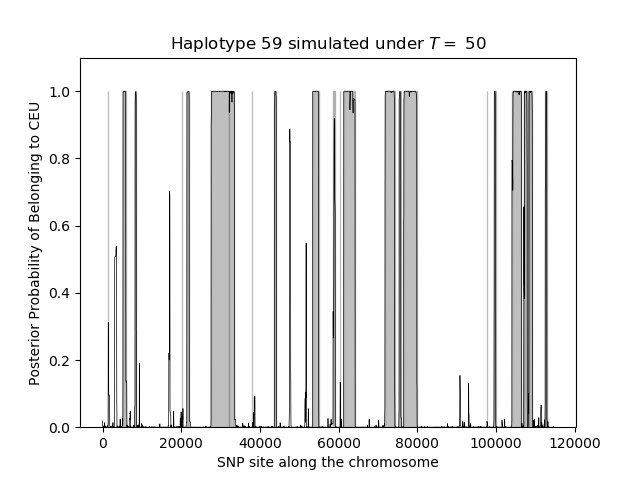 Haplotype 59 simulated under T = 50
Posterior Probability of Belonging to CEU
1.0
0.8
0.6
0.4
0.2
0.0
0 20000 40000 60000 80000 100000 120000
SNP site along the chromosome